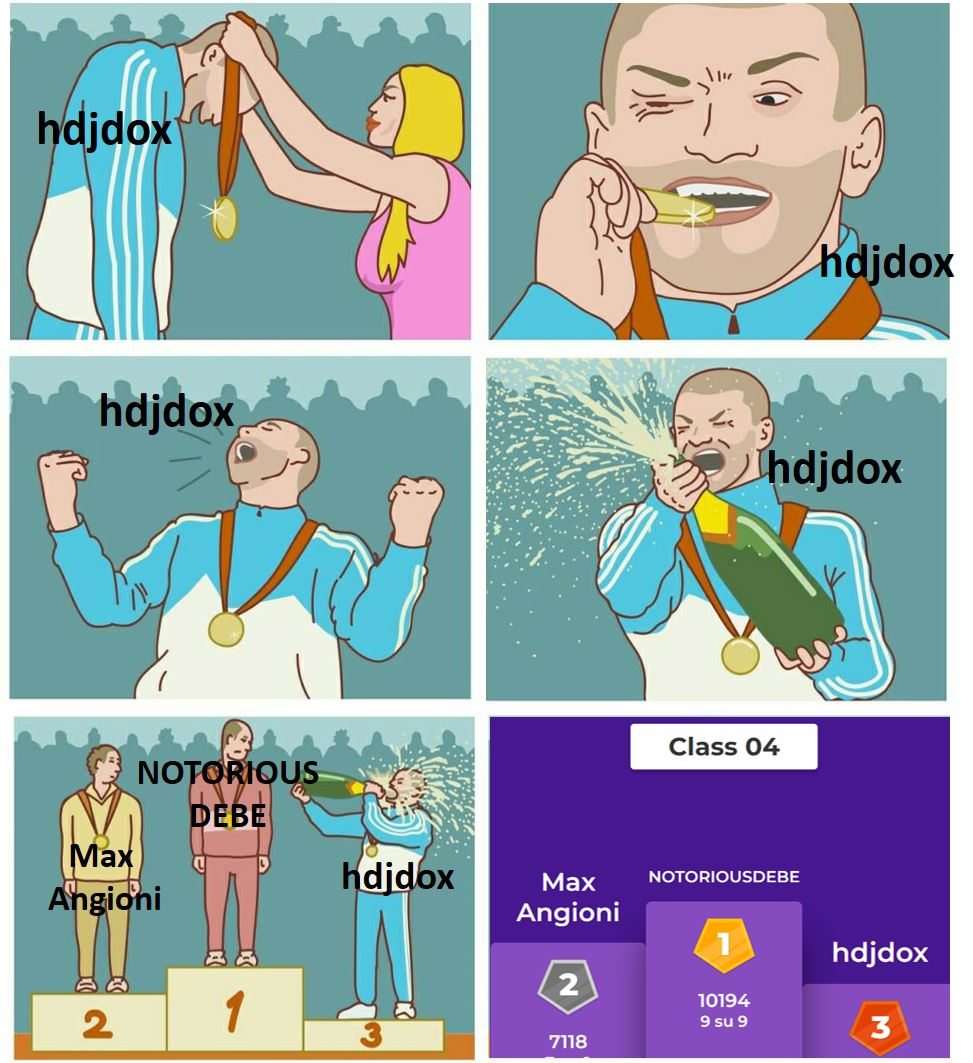 hdjdox
hdjdox
hdjdox
hdjdox
NOTORIOUS
DEBE
Max
Angioni
hdjdox
2
1
3
Class 04
Max
Angioni
NOTORIOUSDEBE
hdjdox
1
2
3
10194
9 su 9
7118